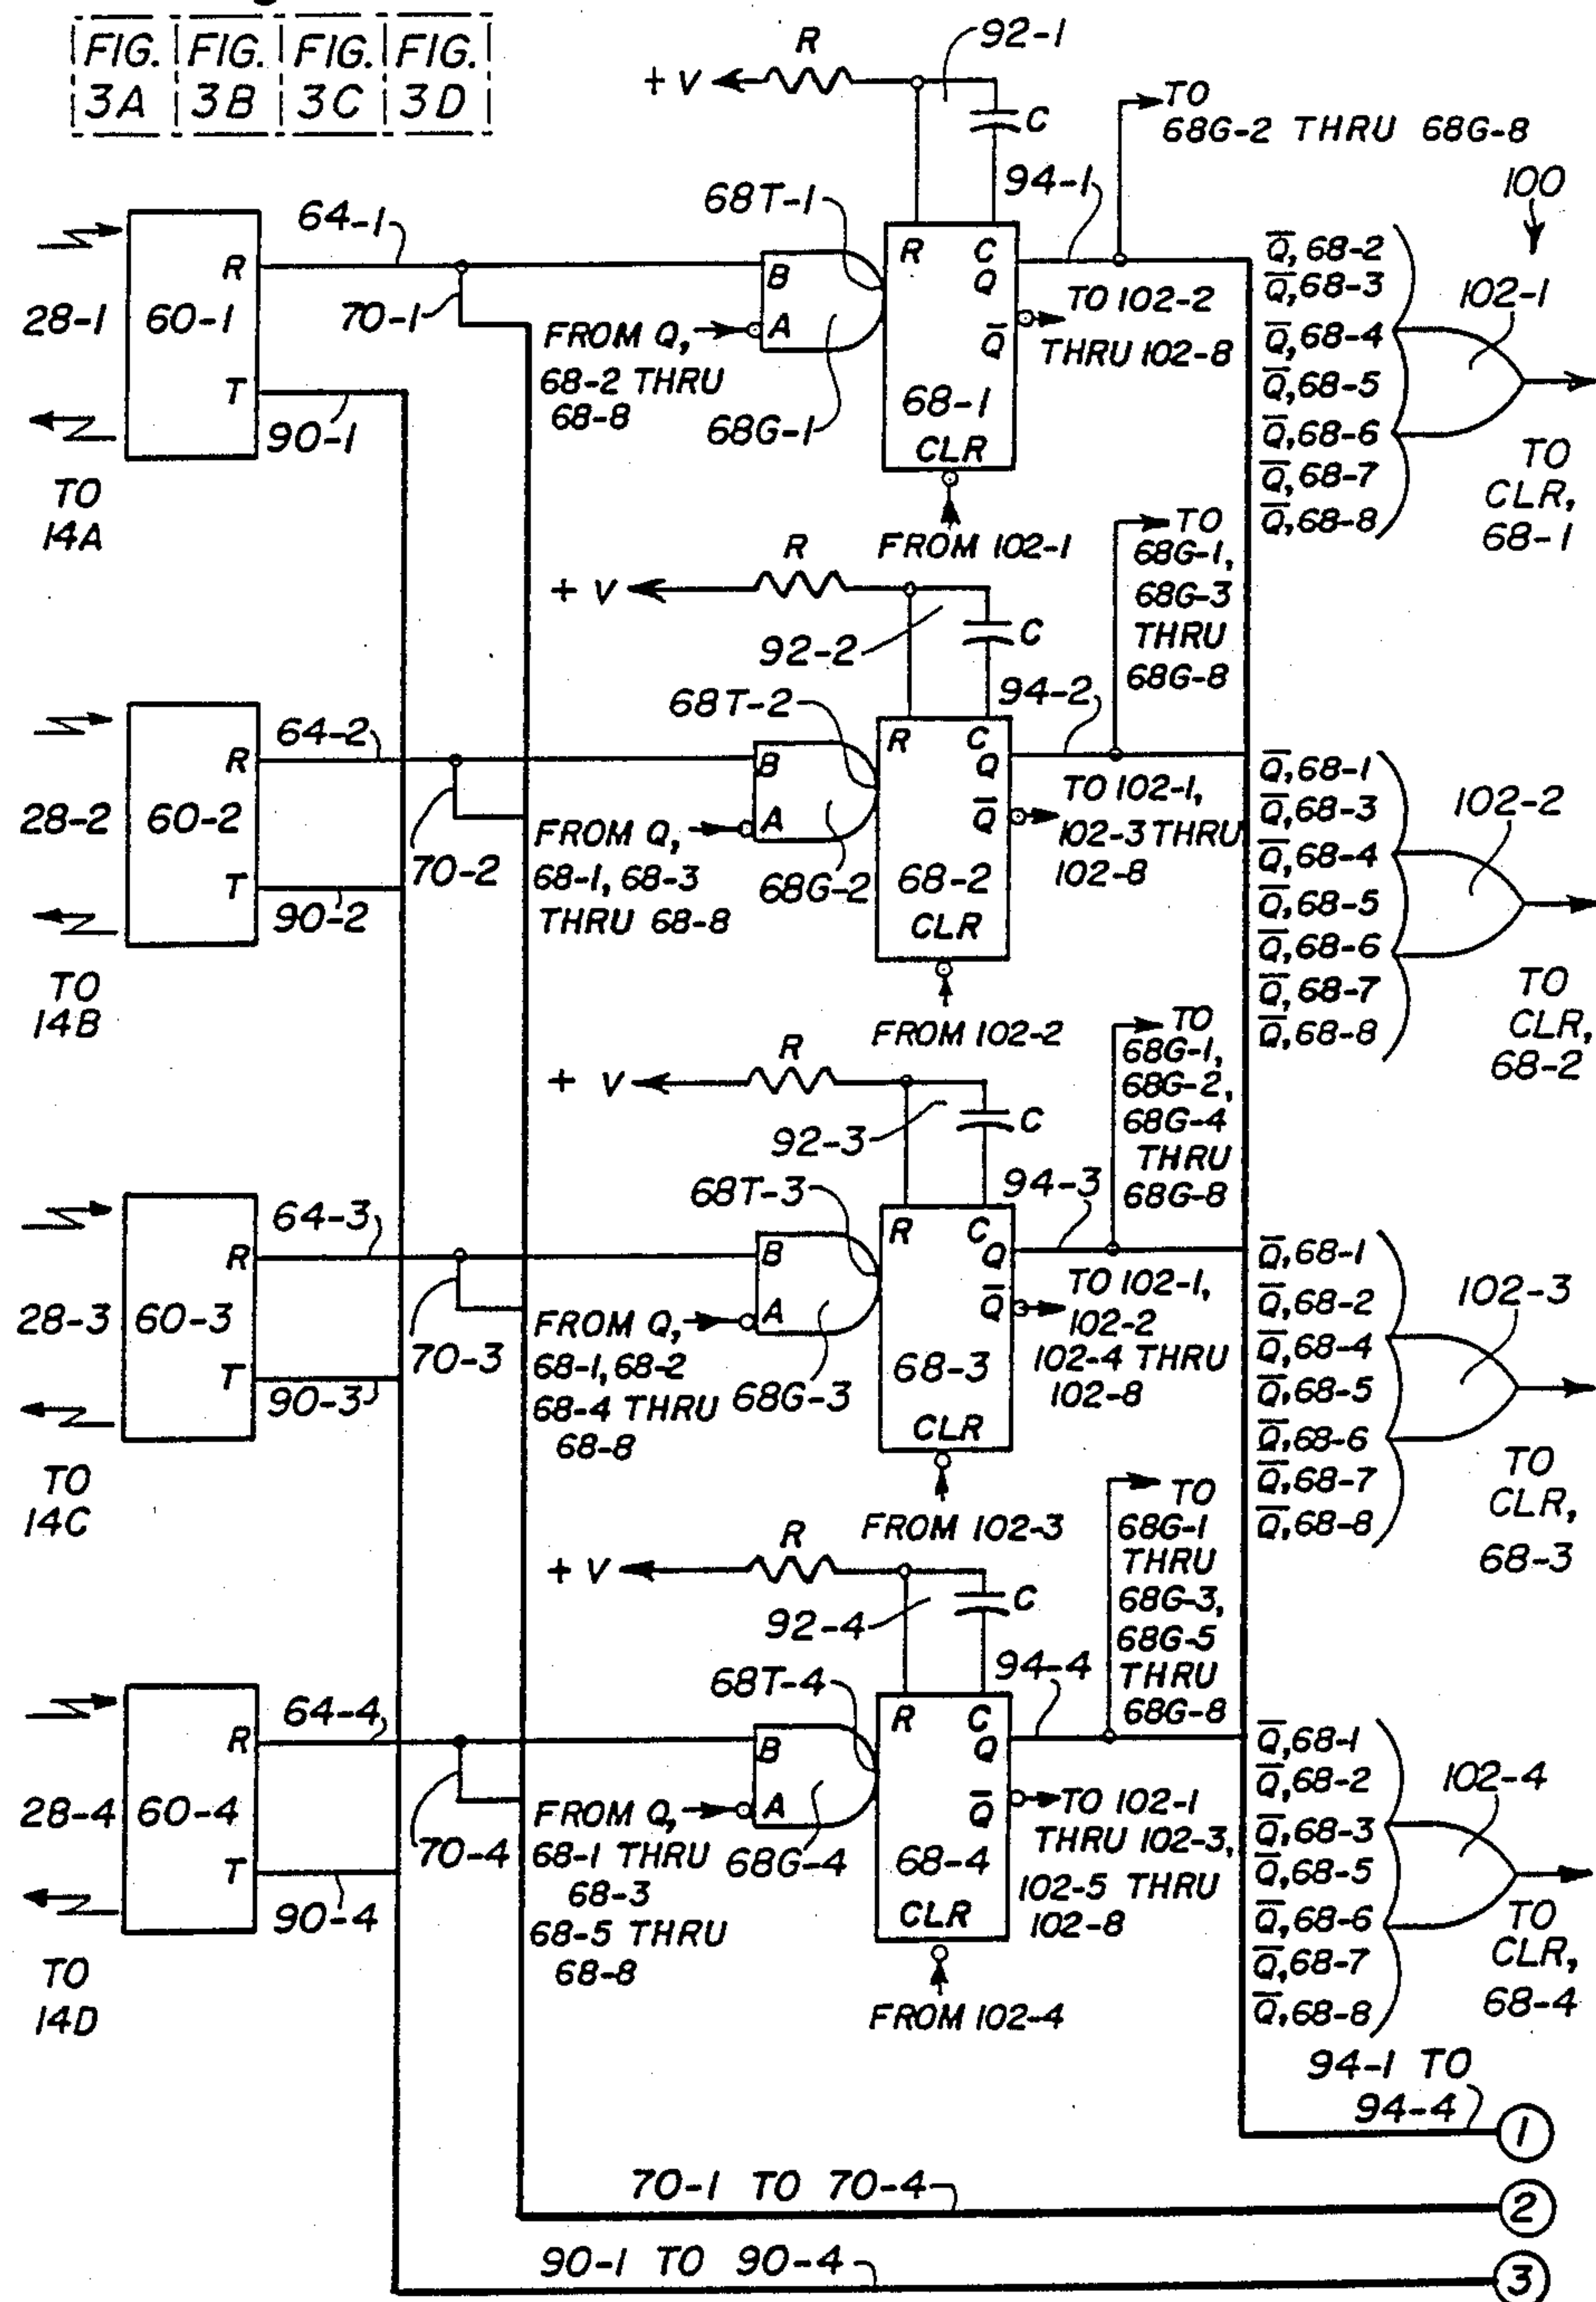 FIG. 3A
FIG. 3B
FIG. 3C
FIG. 3D
+ V
R
92-1
C
TO
68G-2 THRU 68G-8
100
28-1
60-1
R
T
64-1
70-1
90-1
TO
14A
68T-1
B
A
68G-1
FROM Q,
68-2 THRU
68-8
R
C
Q
Q̅
68-1
CLR
FROM 102-1
94-1
TO 102-2
THRU 102-8
Q̅, 68-2
Q̅, 68-3
Q̅, 68-4
Q̅, 68-5
Q̅, 68-6
Q̅, 68-7
Q̅, 68-8
102-1
TO
CLR,
68-1
+ V
R
92-2
C
TO
68G-1,
68G-3
THRU
68G-8
28-2
60-2
R
T
64-2
70-2
90-2
TO
14B
68T-2
B
A
68G-2
FROM Q,
68-1, 68-3
THRU 68-8
R
C
Q
Q̅
68-2
CLR
FROM 102-2
94-2
TO 102-1,
102-3 THRU
102-8
Q̅, 68-1
Q̅, 68-3
Q̅, 68-4
Q̅, 68-5
Q̅, 68-6
Q̅, 68-7
Q̅, 68-8
102-2
TO
CLR,
68-2
+ V
R
92-3
C
TO
68G-1,
68G-2,
68G-4
THRU
68G-8
28-3
60-3
R
T
64-3
70-3
90-3
TO
14C
68T-3
B
A
68G-3
FROM Q,
68-1, 68-2
68-4 THRU
68-8
R
C
Q
Q̅
68-3
CLR
FROM 102-3
94-3
TO 102-1,
102-2
102-4 THRU
102-8
Q̅, 68-1
Q̅, 68-2
Q̅, 68-4
Q̅, 68-5
Q̅, 68-6
Q̅, 68-7
Q̅, 68-8
102-3
TO
CLR,
68-3
+ V
R
92-4
C
TO
68G-1
THRU
68G-3,
68G-5
THRU
68G-8
28-4
60-4
R
T
64-4
70-4
90-4
TO
14D
68T-4
B
A
68G-4
FROM Q,
68-1 THRU
68-3
68-5 THRU
68-8
R
C
Q
Q̅
68-4
CLR
FROM 102-4
94-4
TO 102-1
THRU 102-3,
102-5 THRU
102-8
Q̅, 68-1
Q̅, 68-2
Q̅, 68-3
Q̅, 68-5
Q̅, 68-6
Q̅, 68-7
Q̅, 68-8
102-4
TO
CLR,
68-4
94-1 TO
94-4
1
70-1 TO 70-4
2
90-1 TO 90-4
3